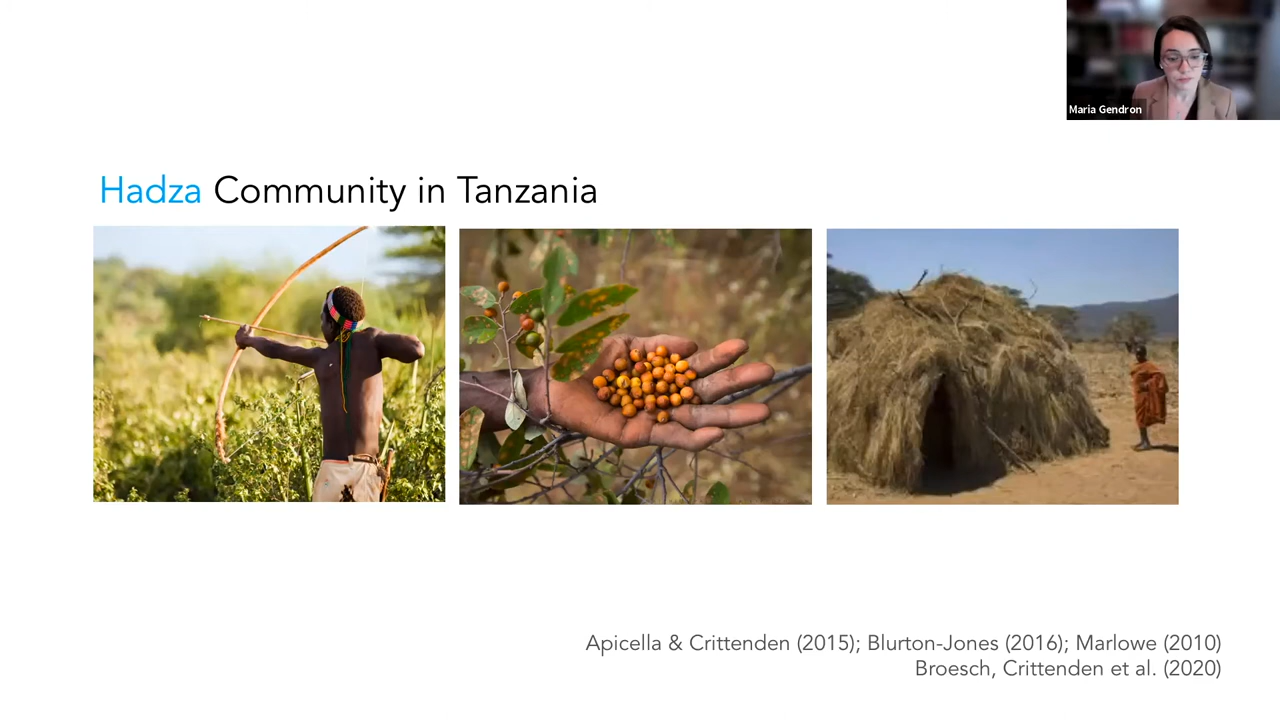 Maria Gendron
Hadza Community in Tanzania
Apicella & Crittenden (2015); Blurton-Jones (2016); Marlowe (2010)
Broesch, Crittenden et al. (2020)